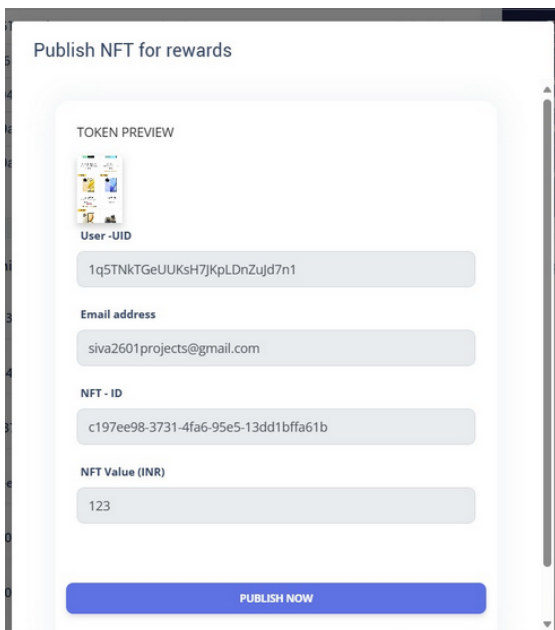 Publish NFT for rewards
TOKEN PREVIEW
User -UID
1q5TNkTGeUUKsH7JKpLDnZuJd7n1
Email address
siva2601projects@gmail.com
NFT - ID
c197ee98-3731-4fa6-95e5-13dd1bffa61b
NFT Value (INR)
123
PUBLISH NOW